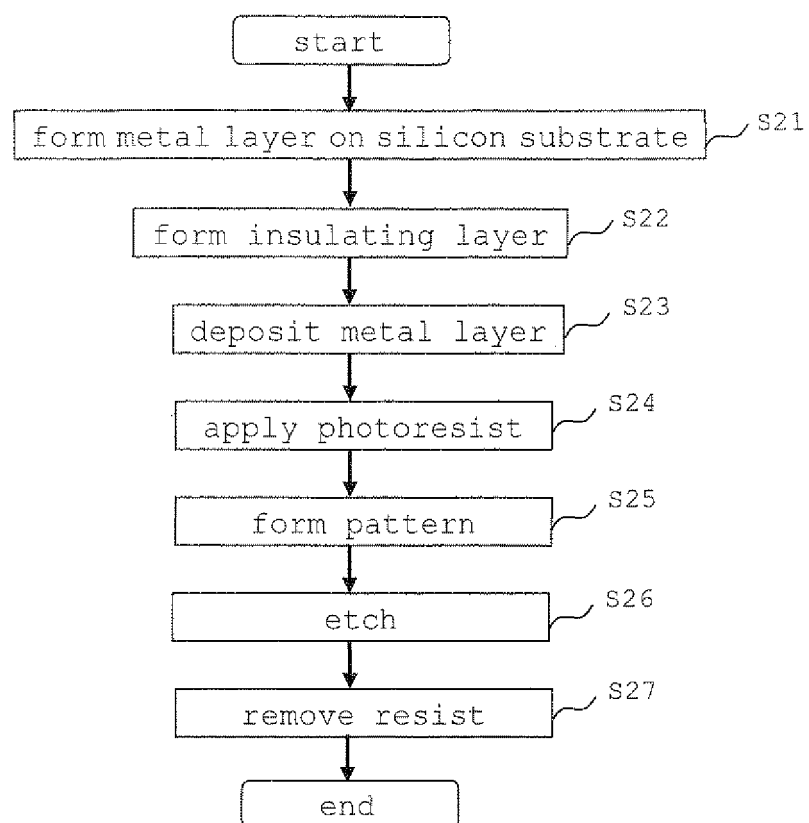 start
form metal layer on silicon substrate
S21
form insulating layer
S22
deposit metal layer
S23
apply photoresist
S24
form pattern
S25
etch
S26
remove resist
S27
end